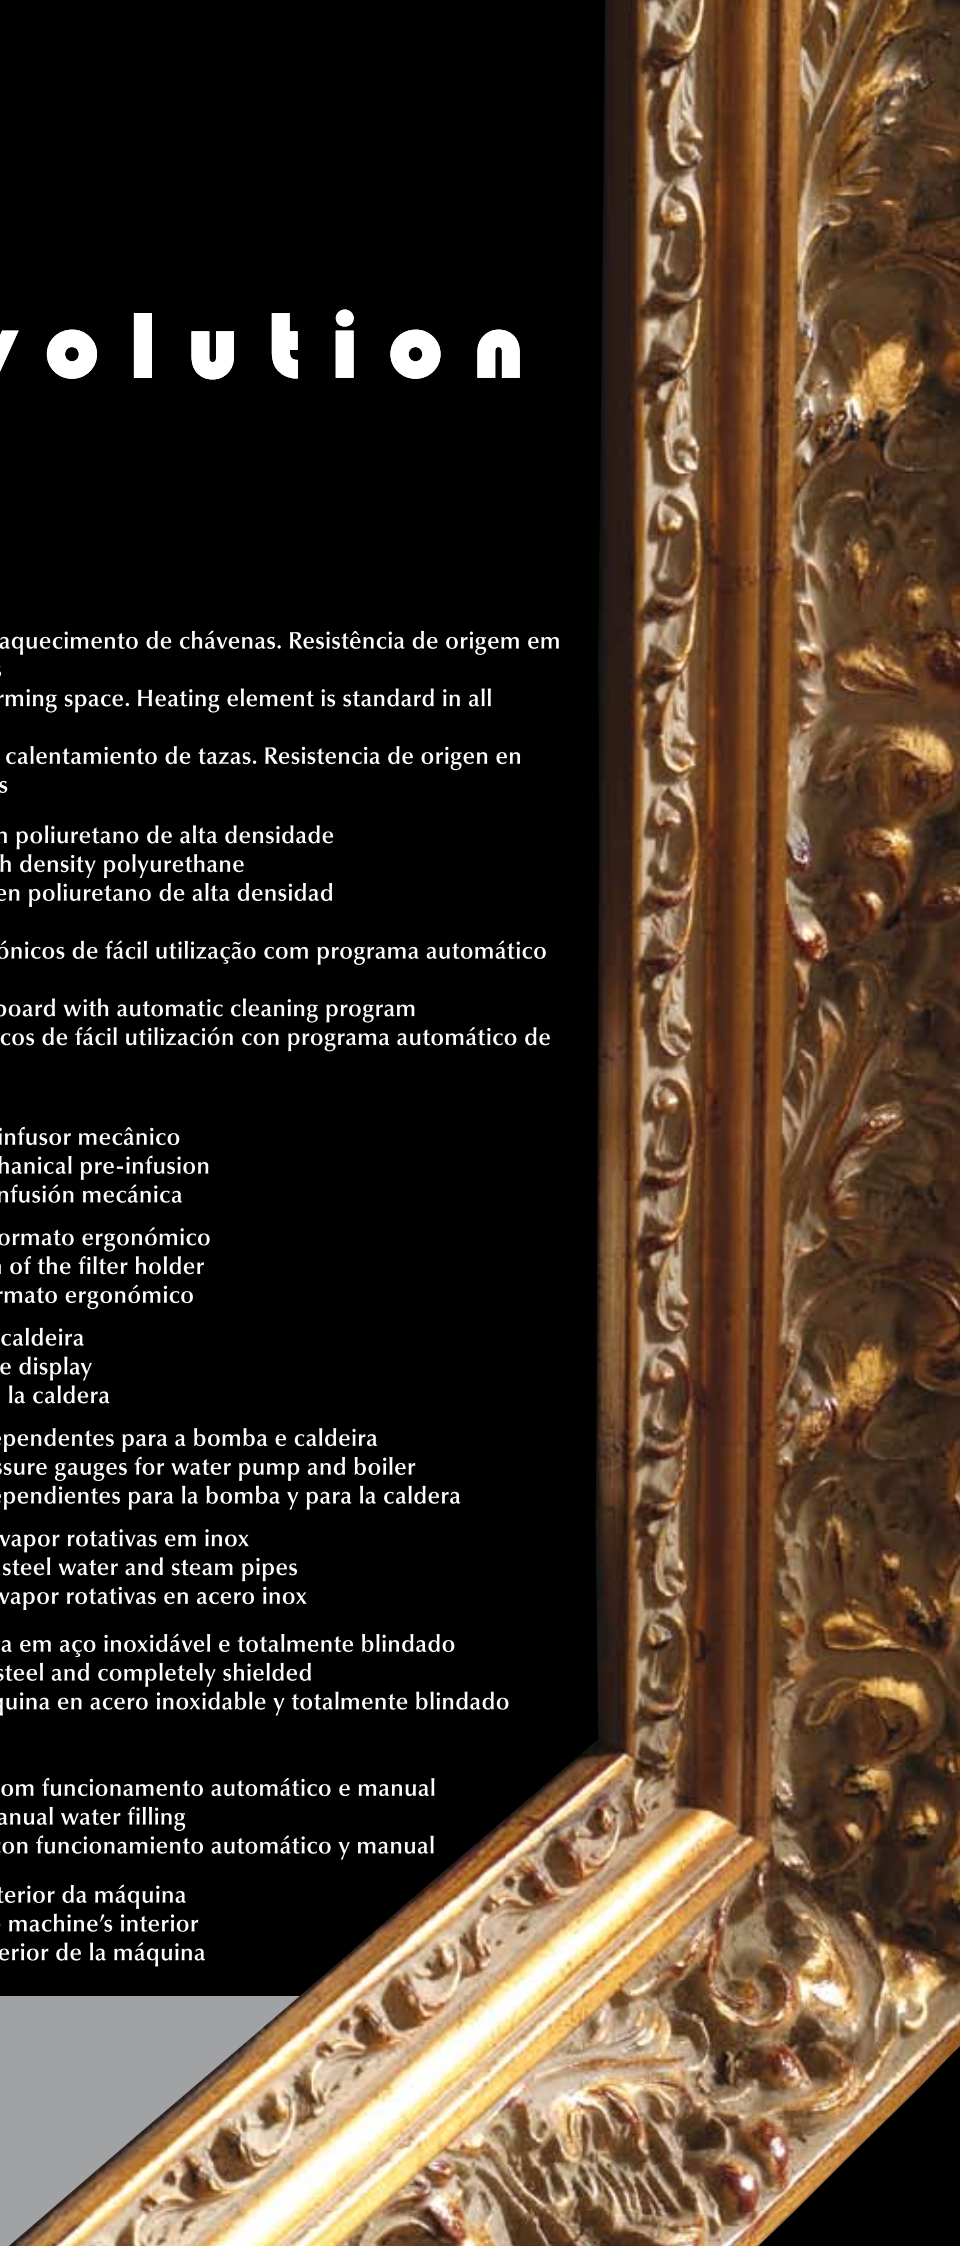 volution
aquecimento de chávenas. Resistência de origem em
s
rming space. Heating element is standard in all
calentamiento de tazas. Resistencia de origen en
s
n poliuretano de alta densidade
h density polyurethane
en poliuretano de alta densidad
ónicos de fácil utilização com programa automático
board with automatic cleaning program
cos de fácil utilización con programa automático de
infusor mecânico
hanical pre-infusion
nfusión mecánica
ormato ergonómico
n of the filter holder
rmato ergonómico
caldeira
e display
la caldera
ependentes para a bomba e caldeira
ssure gauges for water pump and boiler
ependientes para la bomba y para la caldera
vapor rotativas em inox
steel water and steam pipes
vapor rotativas en acero inox
a em aço inoxidável e totalmente blindado
steel and completely shielded
quina en acero inoxidable y totalmente blindado
om funcionamento automático e manual
anual water filling
con funcionamiento automático y manual
terior da máquina
e machine's interior
erior de la máquina